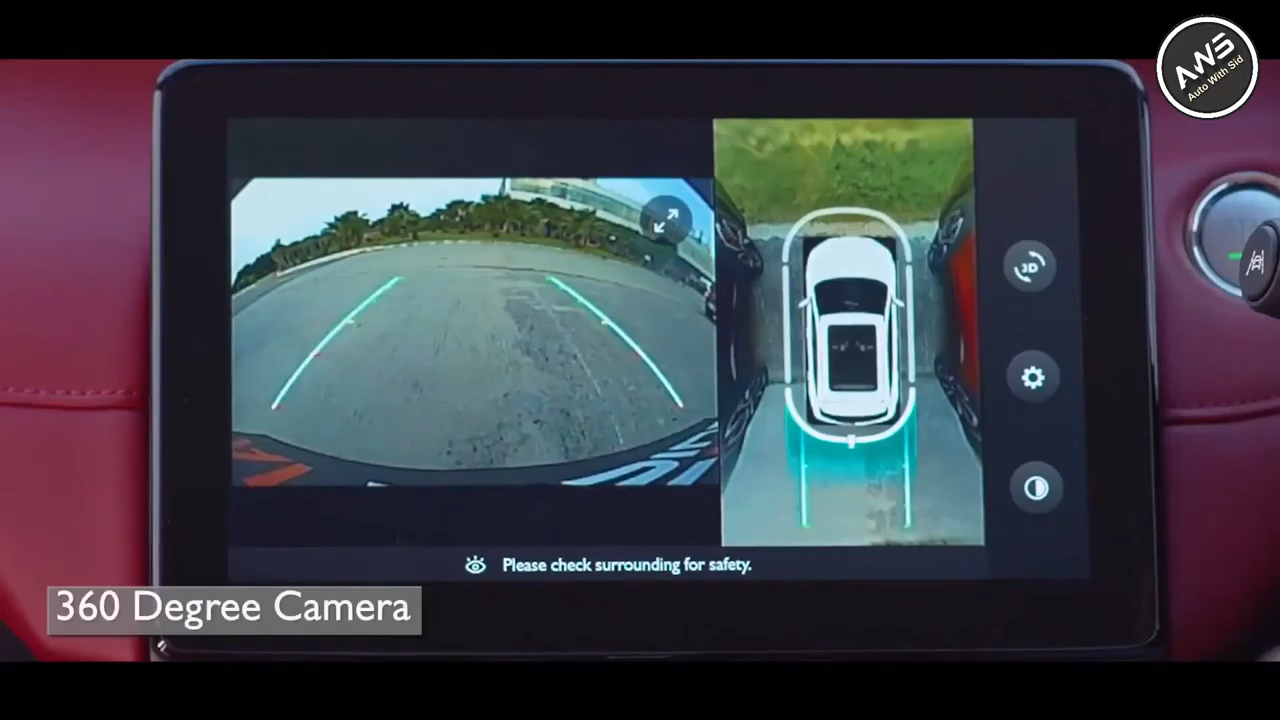 AWS
Auto With Sid
3D
Please check surrounding for safety.
360 Degree Camera